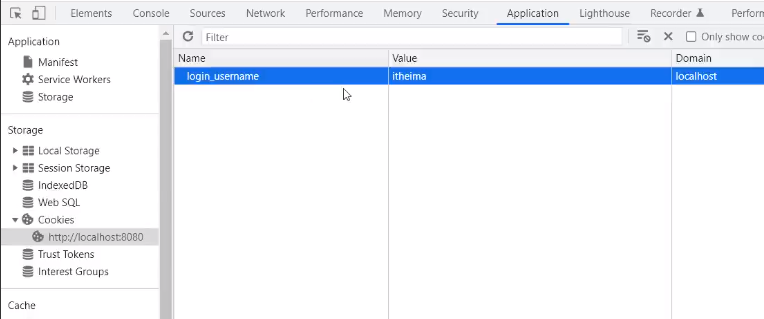 Elements Console Sources Network Performance Memory Security Application Lighthouse Recorder Perform
Application
Manifest
Service Workers
Storage
Storage
Local Storage
Session Storage
IndexedDB
Web SQL
Cookies
http://localhost:8080
Trust Tokens
Interest Groups
Cache
Filter Only show coo
Name Value Domain
login_username itheima localhost